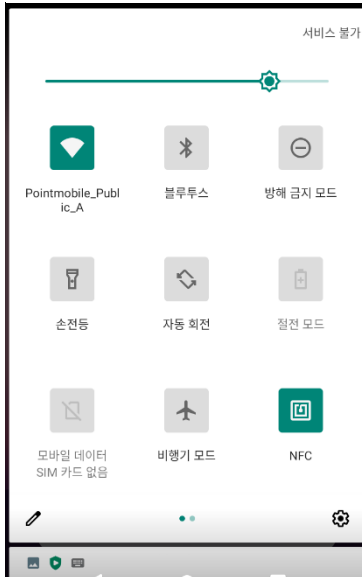 서비스 불가
Pointmobile_Publ
ic_A
블루투스
방해 금지 모드
손전등
자동 회전
절전 모드
모바일 데이터
SIM 카드 없음
비행기 모드
NFC